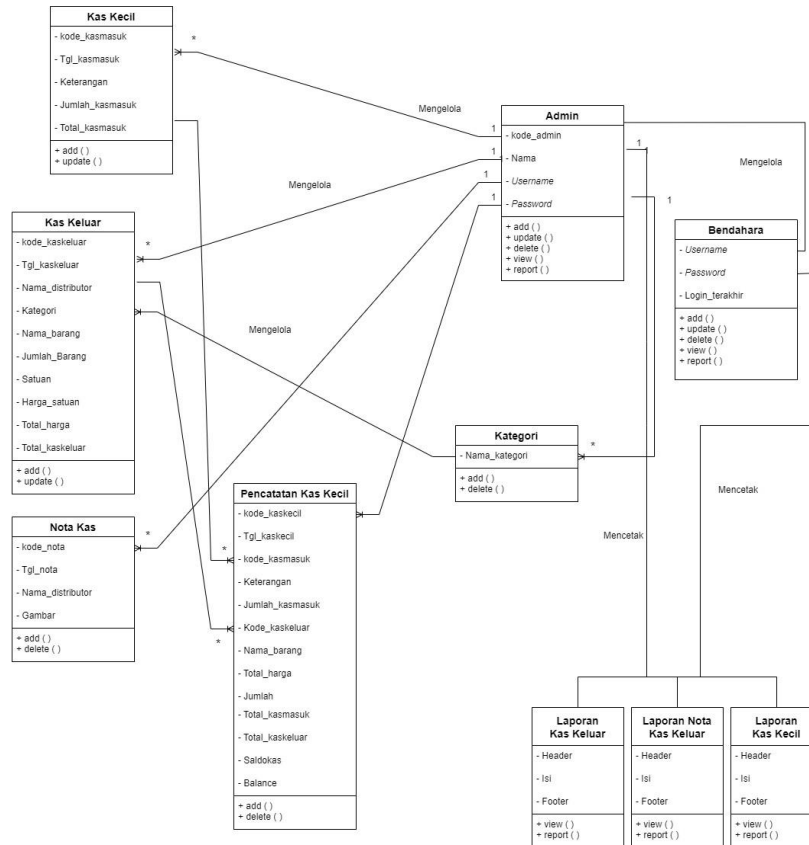 Kas Kecil
- kode_kasmasuk
- Tgl_kasmasuk
- Keterangan
- Jumlah_kasmasuk
- Total_kasmasuk
+ add ( )
+ update ( )
*
Mengelola
1
Admin
- kode_admin
- Nama
- Username
- Password
+ add ( )
+ update ( )
+ delete ( )
+ view ( )
+ report ( )
1
1
1
1
1
Mengelola
Mengelola
Bendahara
- Username
- Password
- Login_terakhir
+ add ( )
+ update ( )
+ delete ( )
+ view ( )
+ report ( )
Kas Keluar
- kode_kaskeluar
- Tgl_kaskeluar
- Nama_distributor
- Kategori
- Nama_barang
- Jumlah_Barang
- Satuan
- Harga_satuan
- Total_harga
- Total_kaskeluar
+ add ( )
+ update ( )
*
Mengelola
Kategori
- Nama_kategori
+ add ( )
+ delete ( )
*
Nota Kas
- kode_nota
- Tgl_nota
- Nama_distributor
- Gambar
+ add ( )
+ delete ( )
*
Pencatatan Kas Kecil
- kode_kaskecil
- Tgl_kaskecil
- kode_kasmasuk
- Keterangan
- Jumlah_kasmasuk
- Kode_kaskeluar
- Nama_barang
- Total_harga
- Jumlah
- Total_kasmasuk
- Total_kaskeluar
- Saldokas
- Balance
+ add ( )
+ delete ( )
*
*
Mencetak
Mencetak
Laporan
Kas Keluar
- Header
- Isi
- Footer
+ view ( )
+ report ( )
Laporan Nota
Kas Keluar
- Header
- Isi
- Footer
+ view ( )
+ report ( )
Laporan
Kas Kecil
- Header
- Isi
- Footer
+ view ( )
+ report ( )